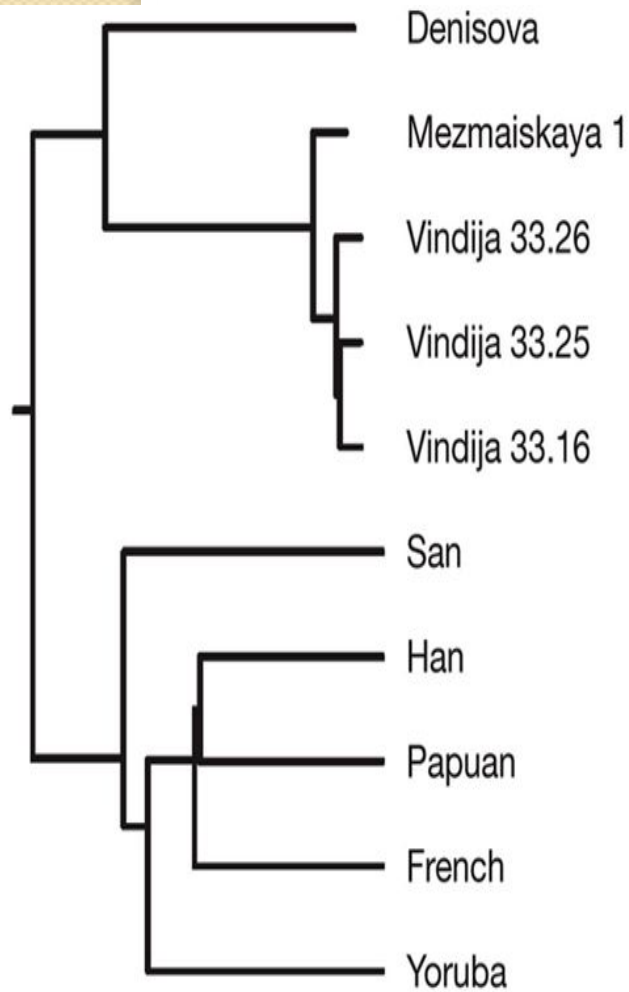 Denisova
Mezmaiskaya 1
Vindija 33.26
Vindija 33.25
Vindija 33.16
San
Han
Papuan
French
Yoruba